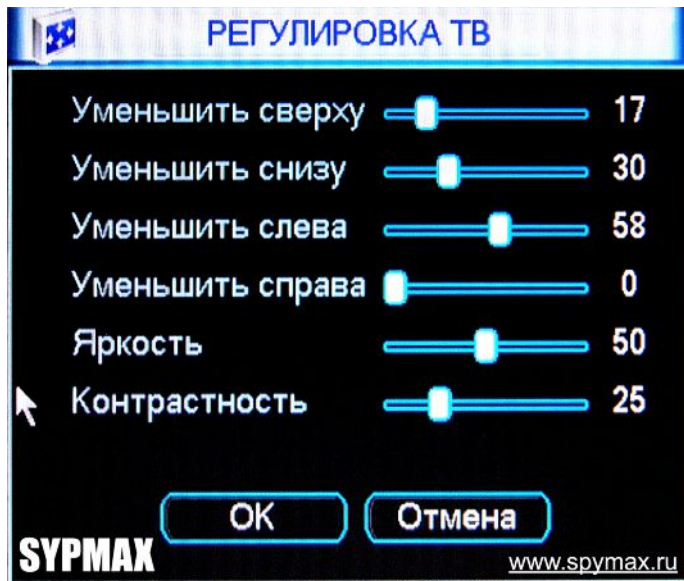 РЕГУЛИРОВКА ТВ
Уменьшить сверху 17
Уменьшить снизу 30
Уменьшить слева 58
Уменьшить справа 0
Яркость 50
Контрастность 25
OK Отмена
SYPMAX www.spymax.ru